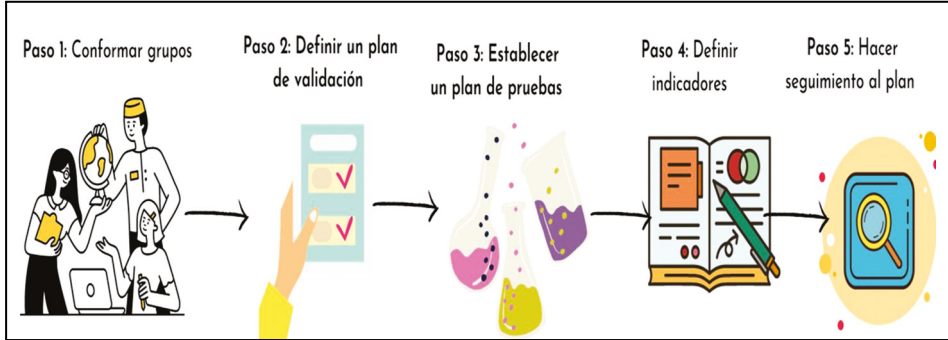 Paso 1: Conformar grupos
Paso 2: Definir un plan
de validación
Paso 3: Establecer
un plan de pruebas
Paso 4: Definir
indicadores
Paso 5: Hacer
seguimiento al plan